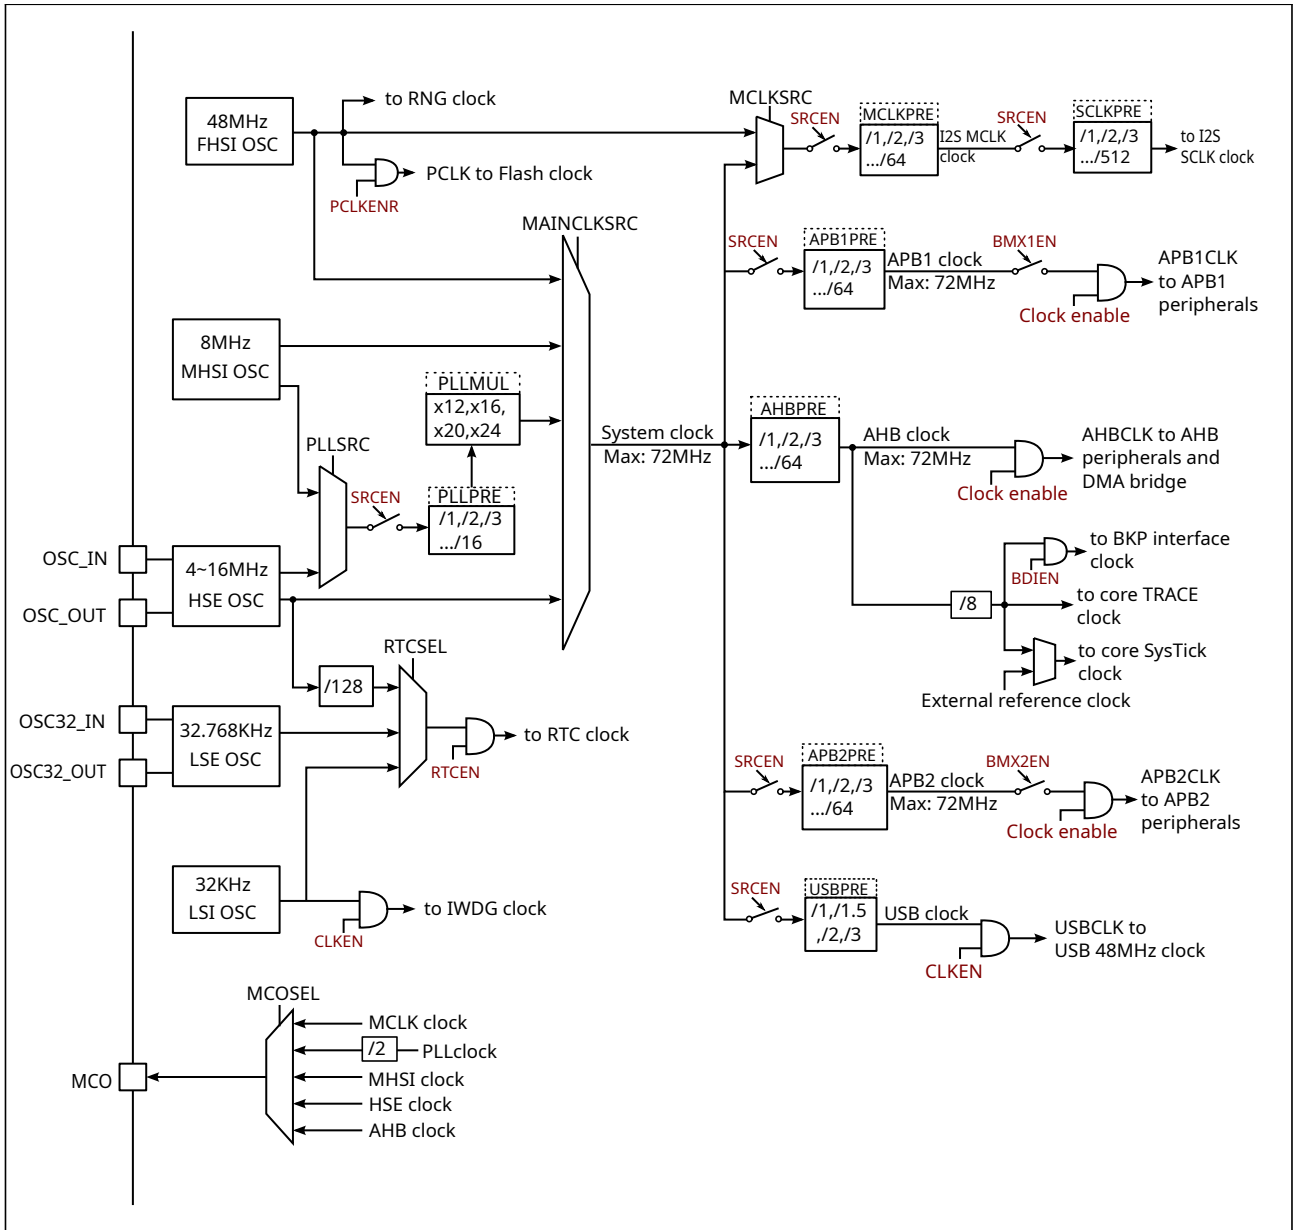 to RNG clock
48MHz
FHSI OSC
PCLK to Flash clock
PCLKENR
MCLKSRC
SRCEN
MCLKPRE
/1,/2,/3
.../64
I2S MCLK
clock
SRCEN
SCLKPRE
/1,/2,/3
.../512
to I2S
SCLK clock
MAINCLKSRC
SRCEN
APB1PRE
/1,/2,/3
.../64
APB1 clock
Max: 72MHz
BMX1EN
Clock enable
APB1CLK
to APB1
peripherals
8MHz
MHSI OSC
PLLMUL
x12,x16,
x20,x24
PLLSRC
SRCEN
PLLPRE
/1,/2,/3
.../16
System clock
Max: 72MHz
AHBPRE
/1,/2,/3
.../64
AHB clock
Max: 72MHz
Clock enable
AHBCLK to AHB
peripherals and
DMA bridge
OSC_IN
OSC_OUT
4~16MHz
HSE OSC
to BKP interface
clock
BDIEN
/8
to core TRACE
clock
to core SysTick
clock
External reference clock
RTCSEL
/128
OSC32_IN
OSC32_OUT
32.768KHz
LSE OSC
RTCEN
to RTC clock
SRCEN
APB2PRE
/1,/2,/3
.../64
APB2 clock
Max: 72MHz
BMX2EN
Clock enable
APB2CLK
to APB2
peripherals
32KHz
LSI OSC
CLKEN
to IWDG clock
SRCEN
USBPRE
/1,/1.5
,/2,/3
USB clock
CLKEN
USBCLK to
USB 48MHz clock
MCOSEL
MCLK clock
/2
PLLclock
MHSI clock
HSE clock
AHB clock
MCO